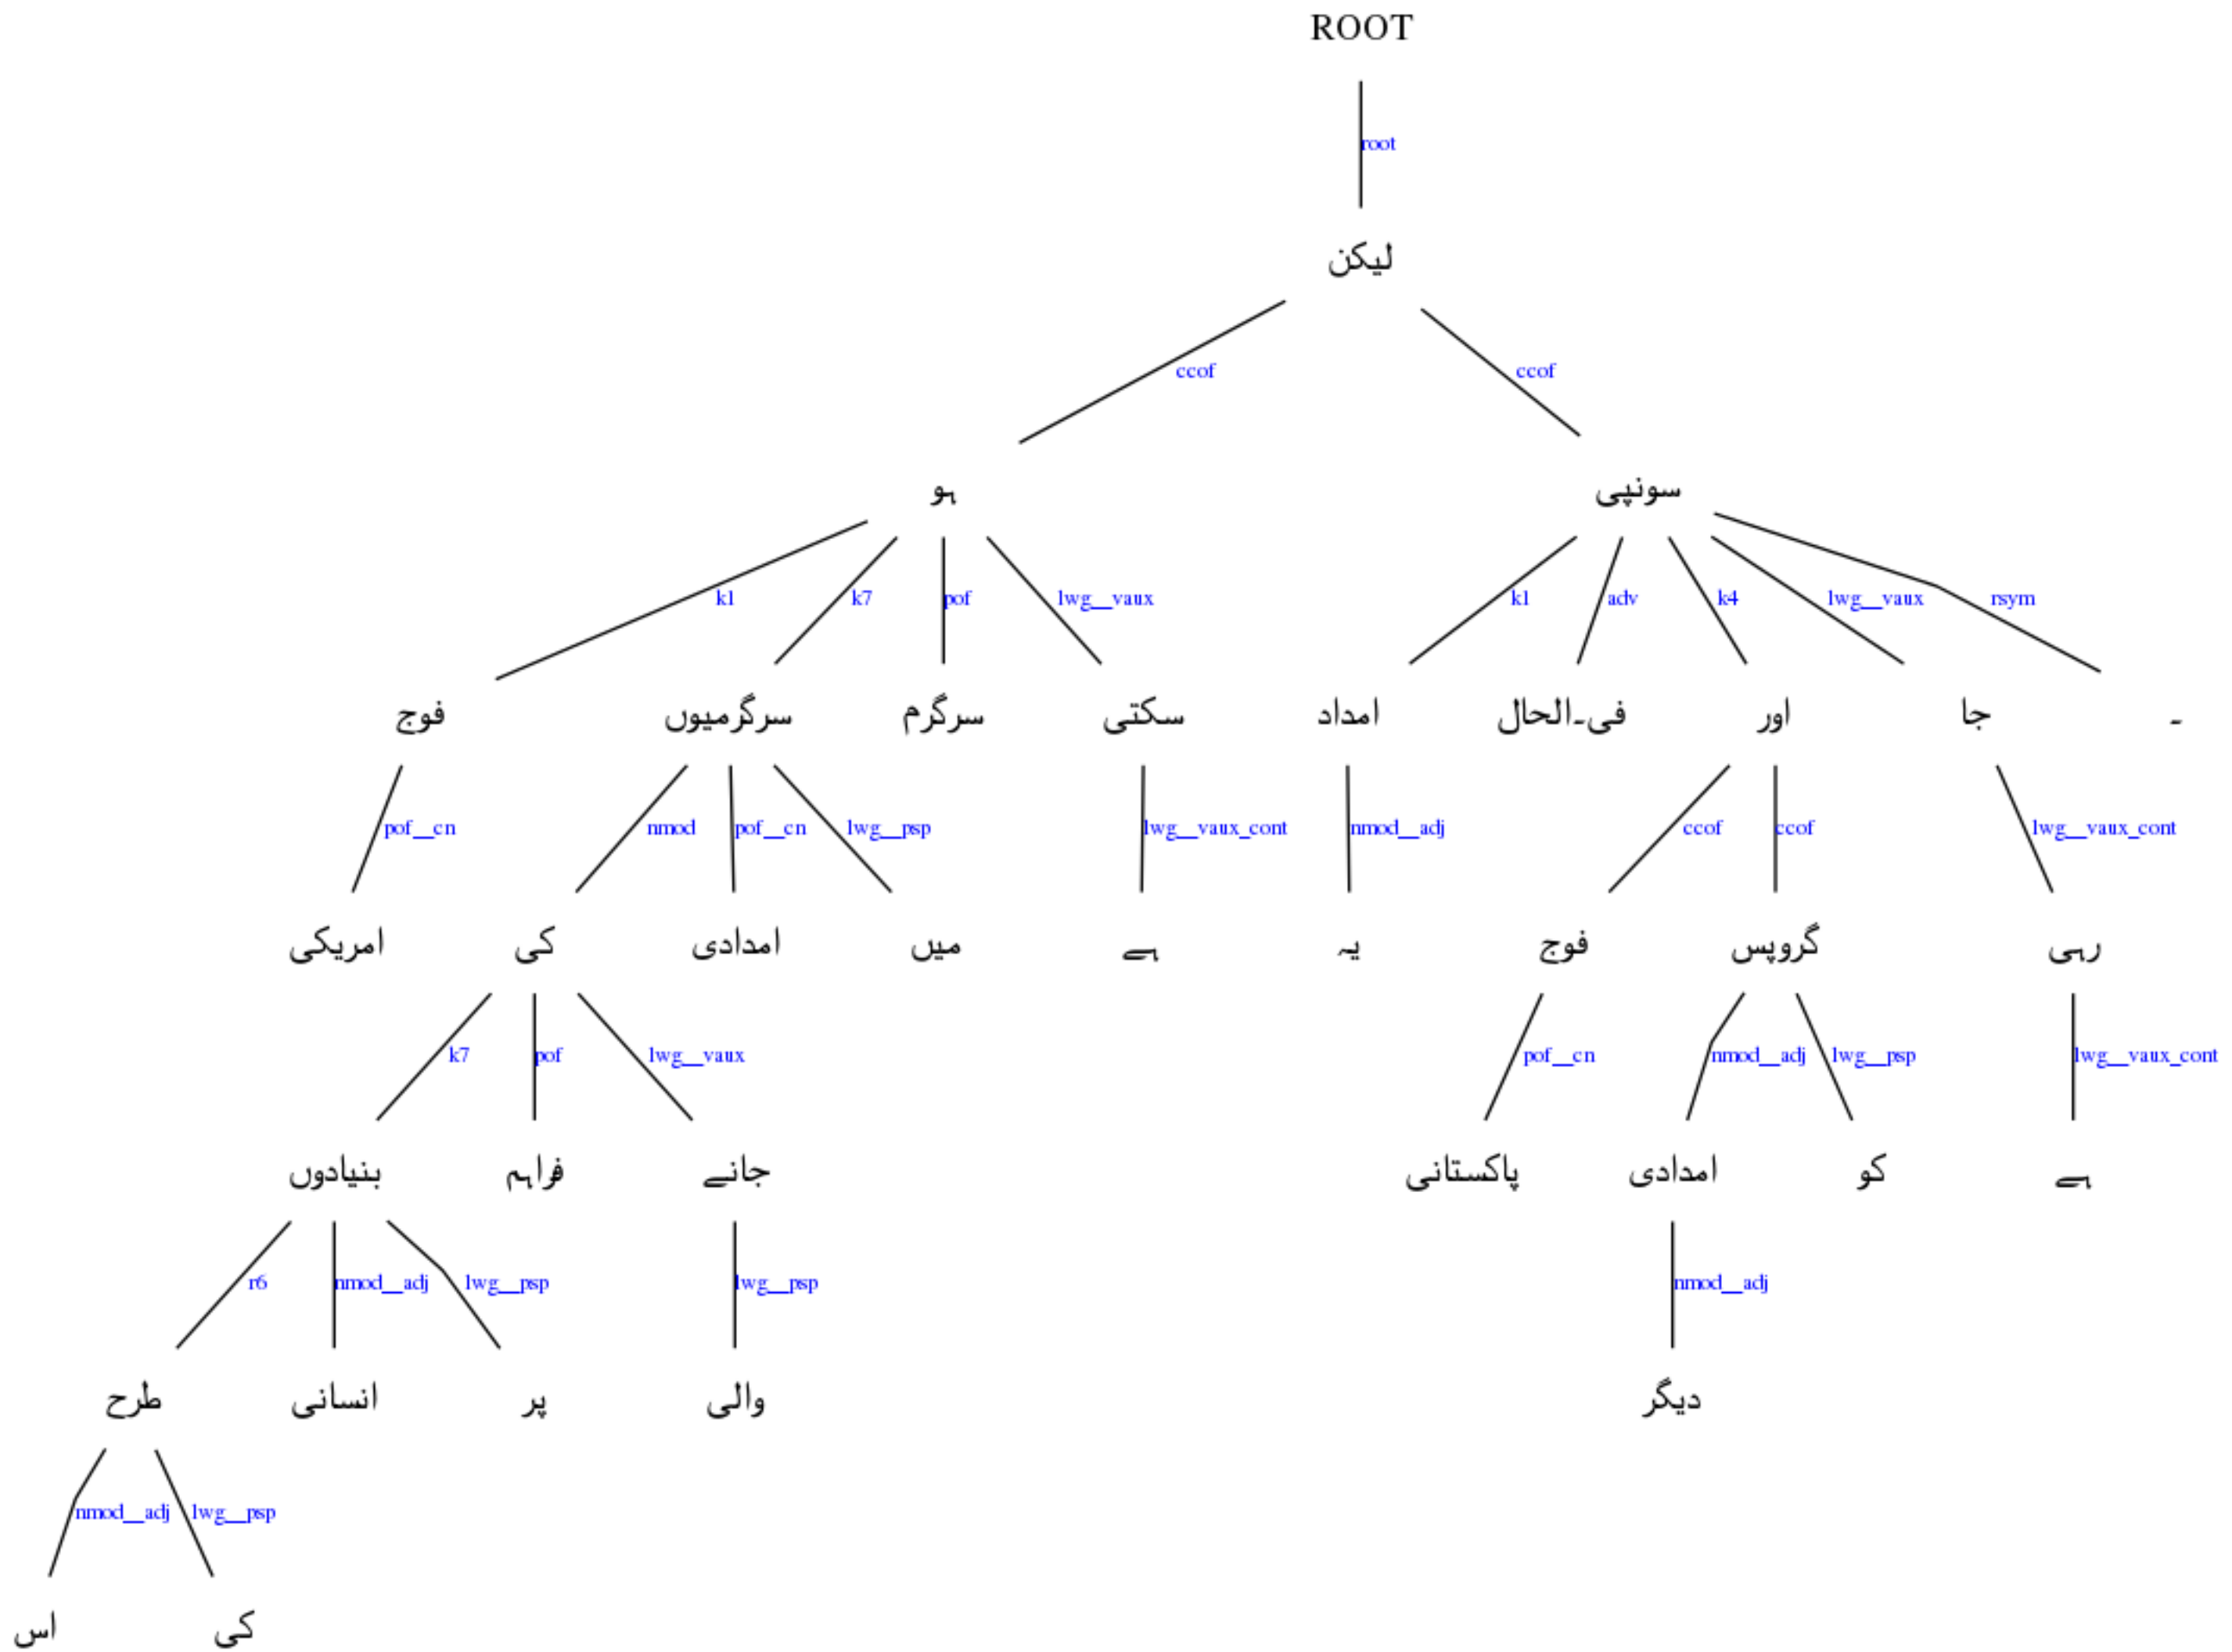 ROOT
root
لیکن
ccof ccof
ہو سونپی
k1 k7 pof lwg__vaux k1 adv k4 lwg__vaux rsym
فوج سرگرمیوں سرگرم سکتی امداد فی۔الحال اور جا ۔
pof__cn nmod pof__cn lwg__psp lwg__vaux_cont nmod__adj ccof ccof lwg__vaux_cont
امریکی کی امدادی میں ہے یہ فوج گروپس رہی
k7 pof lwg__vaux pof__cn nmod__adj lwg__psp lwg__vaux_cont
بنیادوں فراہم جانے پاکستانی امدادی کو ہے
r6 nmod__adj lwg__psp lwg__psp nmod__adj
طرح انسانی پر والی دیگر
nmod__adj lwg__psp
اس کی